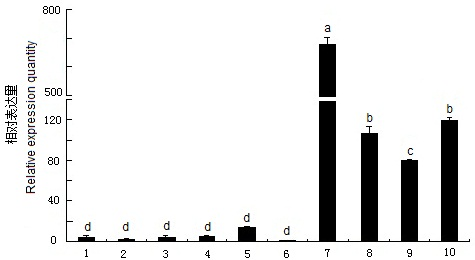 相对表达量
Relative expression quantity
800
500
120
80
40
0
d d d d d d a b c b
1 2 3 4 5 6 7 8 9 10